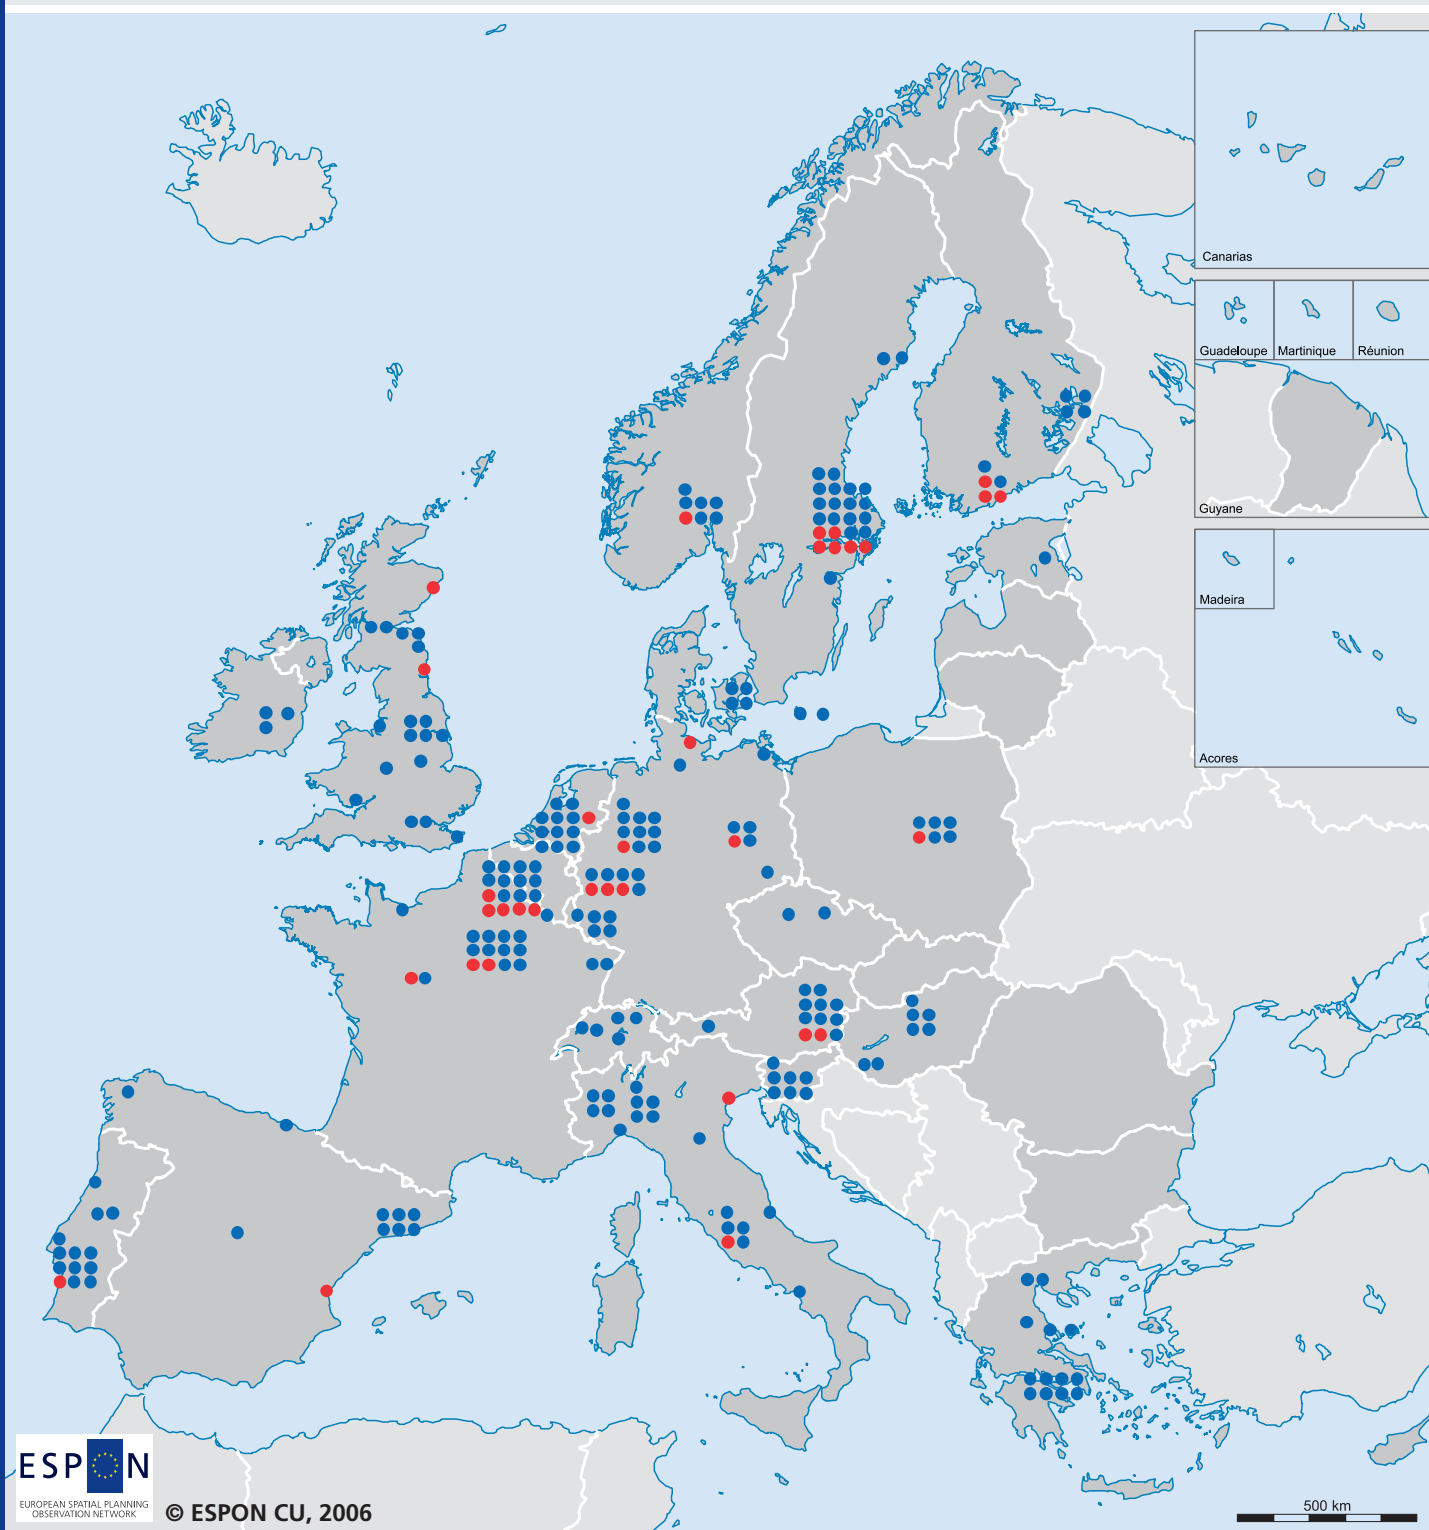 Canarias
Guadeloupe
Martinique
Réunion
Guyane
Madeira
Acores
ESPON
EUROPEAN SPATIAL PLANNING
OBSERVATION NETWORK
© ESPON CU, 2006
500 km